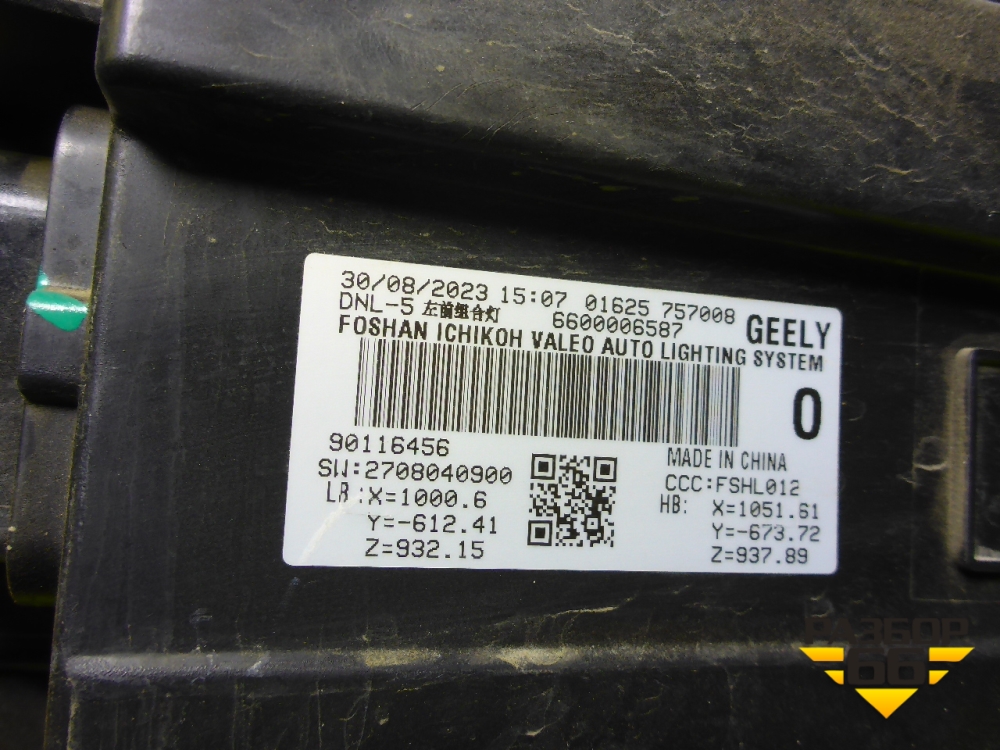 30/08/2023 15:07 01625 757008
DNL-5 左前组合灯 6600006587 GEELY
FOSHAN ICHIKOH VALEO AUTO LIGHTING SYSTEM
0
90116456 MADE IN CHINA
SW:2708040900 CCC:FSHL012
LB:X=1000.6 HB: X=1051.61
Y=-612.41 Y=-673.72
Z=932.15 Z=937.89
РАЗБОР
60